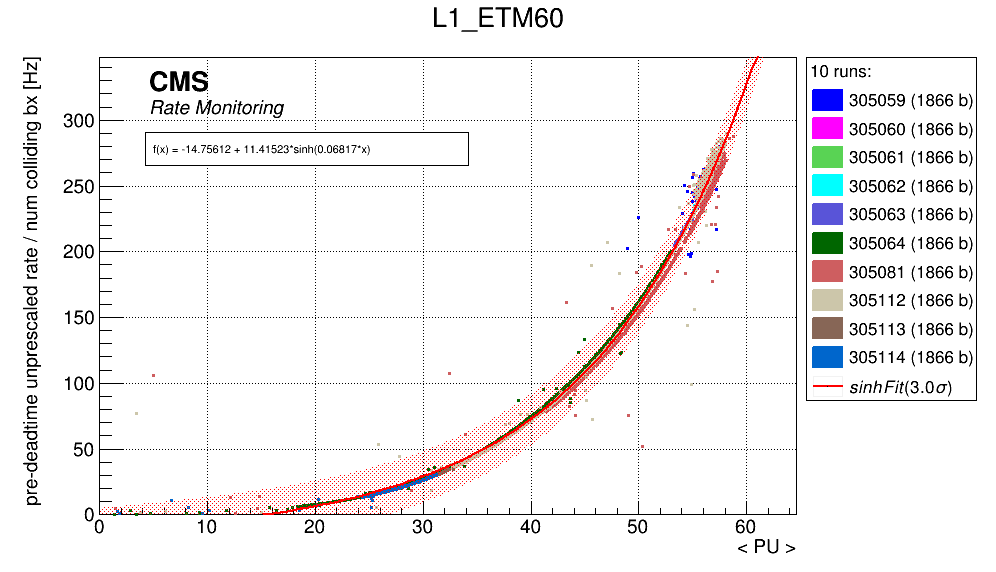 L1_ETM60
pre-deadtime unprescaled rate / num colliding bx [Hz]
CMS
Rate Monitoring
f(x) = -14.75612 + 11.41523*sinh(0.06817*x)
300
250
200
150
100
50
0
0 10 20 30 40 50 60
< PU >
10 runs:
305059 (1866 b)
305060 (1866 b)
305061 (1866 b)
305062 (1866 b)
305063 (1866 b)
305064 (1866 b)
305081 (1866 b)
305112 (1866 b)
305113 (1866 b)
305114 (1866 b)
sinhFit(3.0σ)